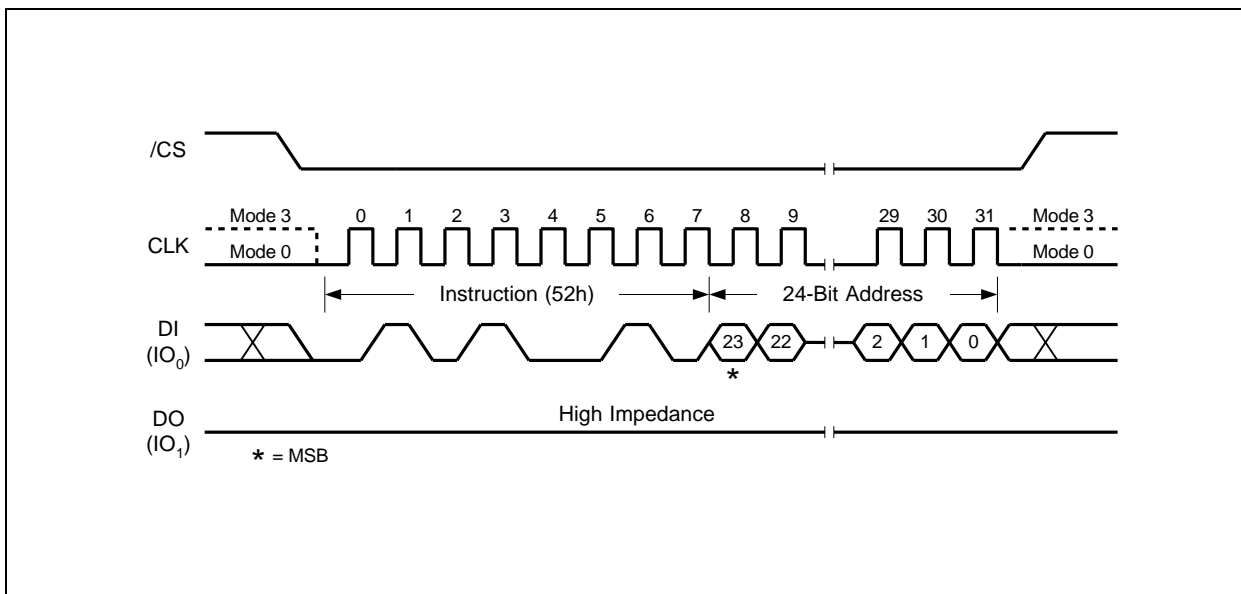 /CS
Mode 3
0 1 2 3 4 5 6 7 8 9 29 30 31
Mode 3
CLK
Mode 0
Mode 0
Instruction (52h)
24-Bit Address
DI
(IO0)
23 22 2 1 0
*
DO
(IO1)
High Impedance
* = MSB